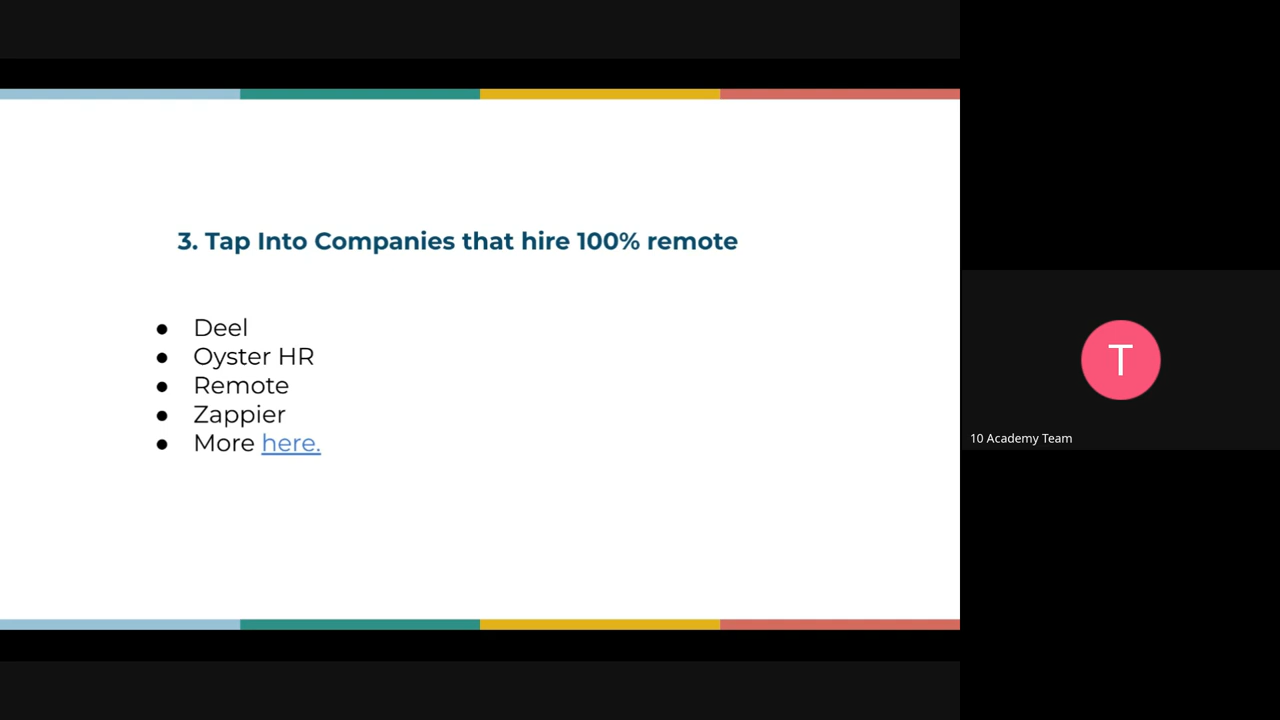 3. Tap Into Companies that hire 100% remote
● Deel
● Oyster HR
● Remote
● Zappier
● More here.
T
10 Academy Team